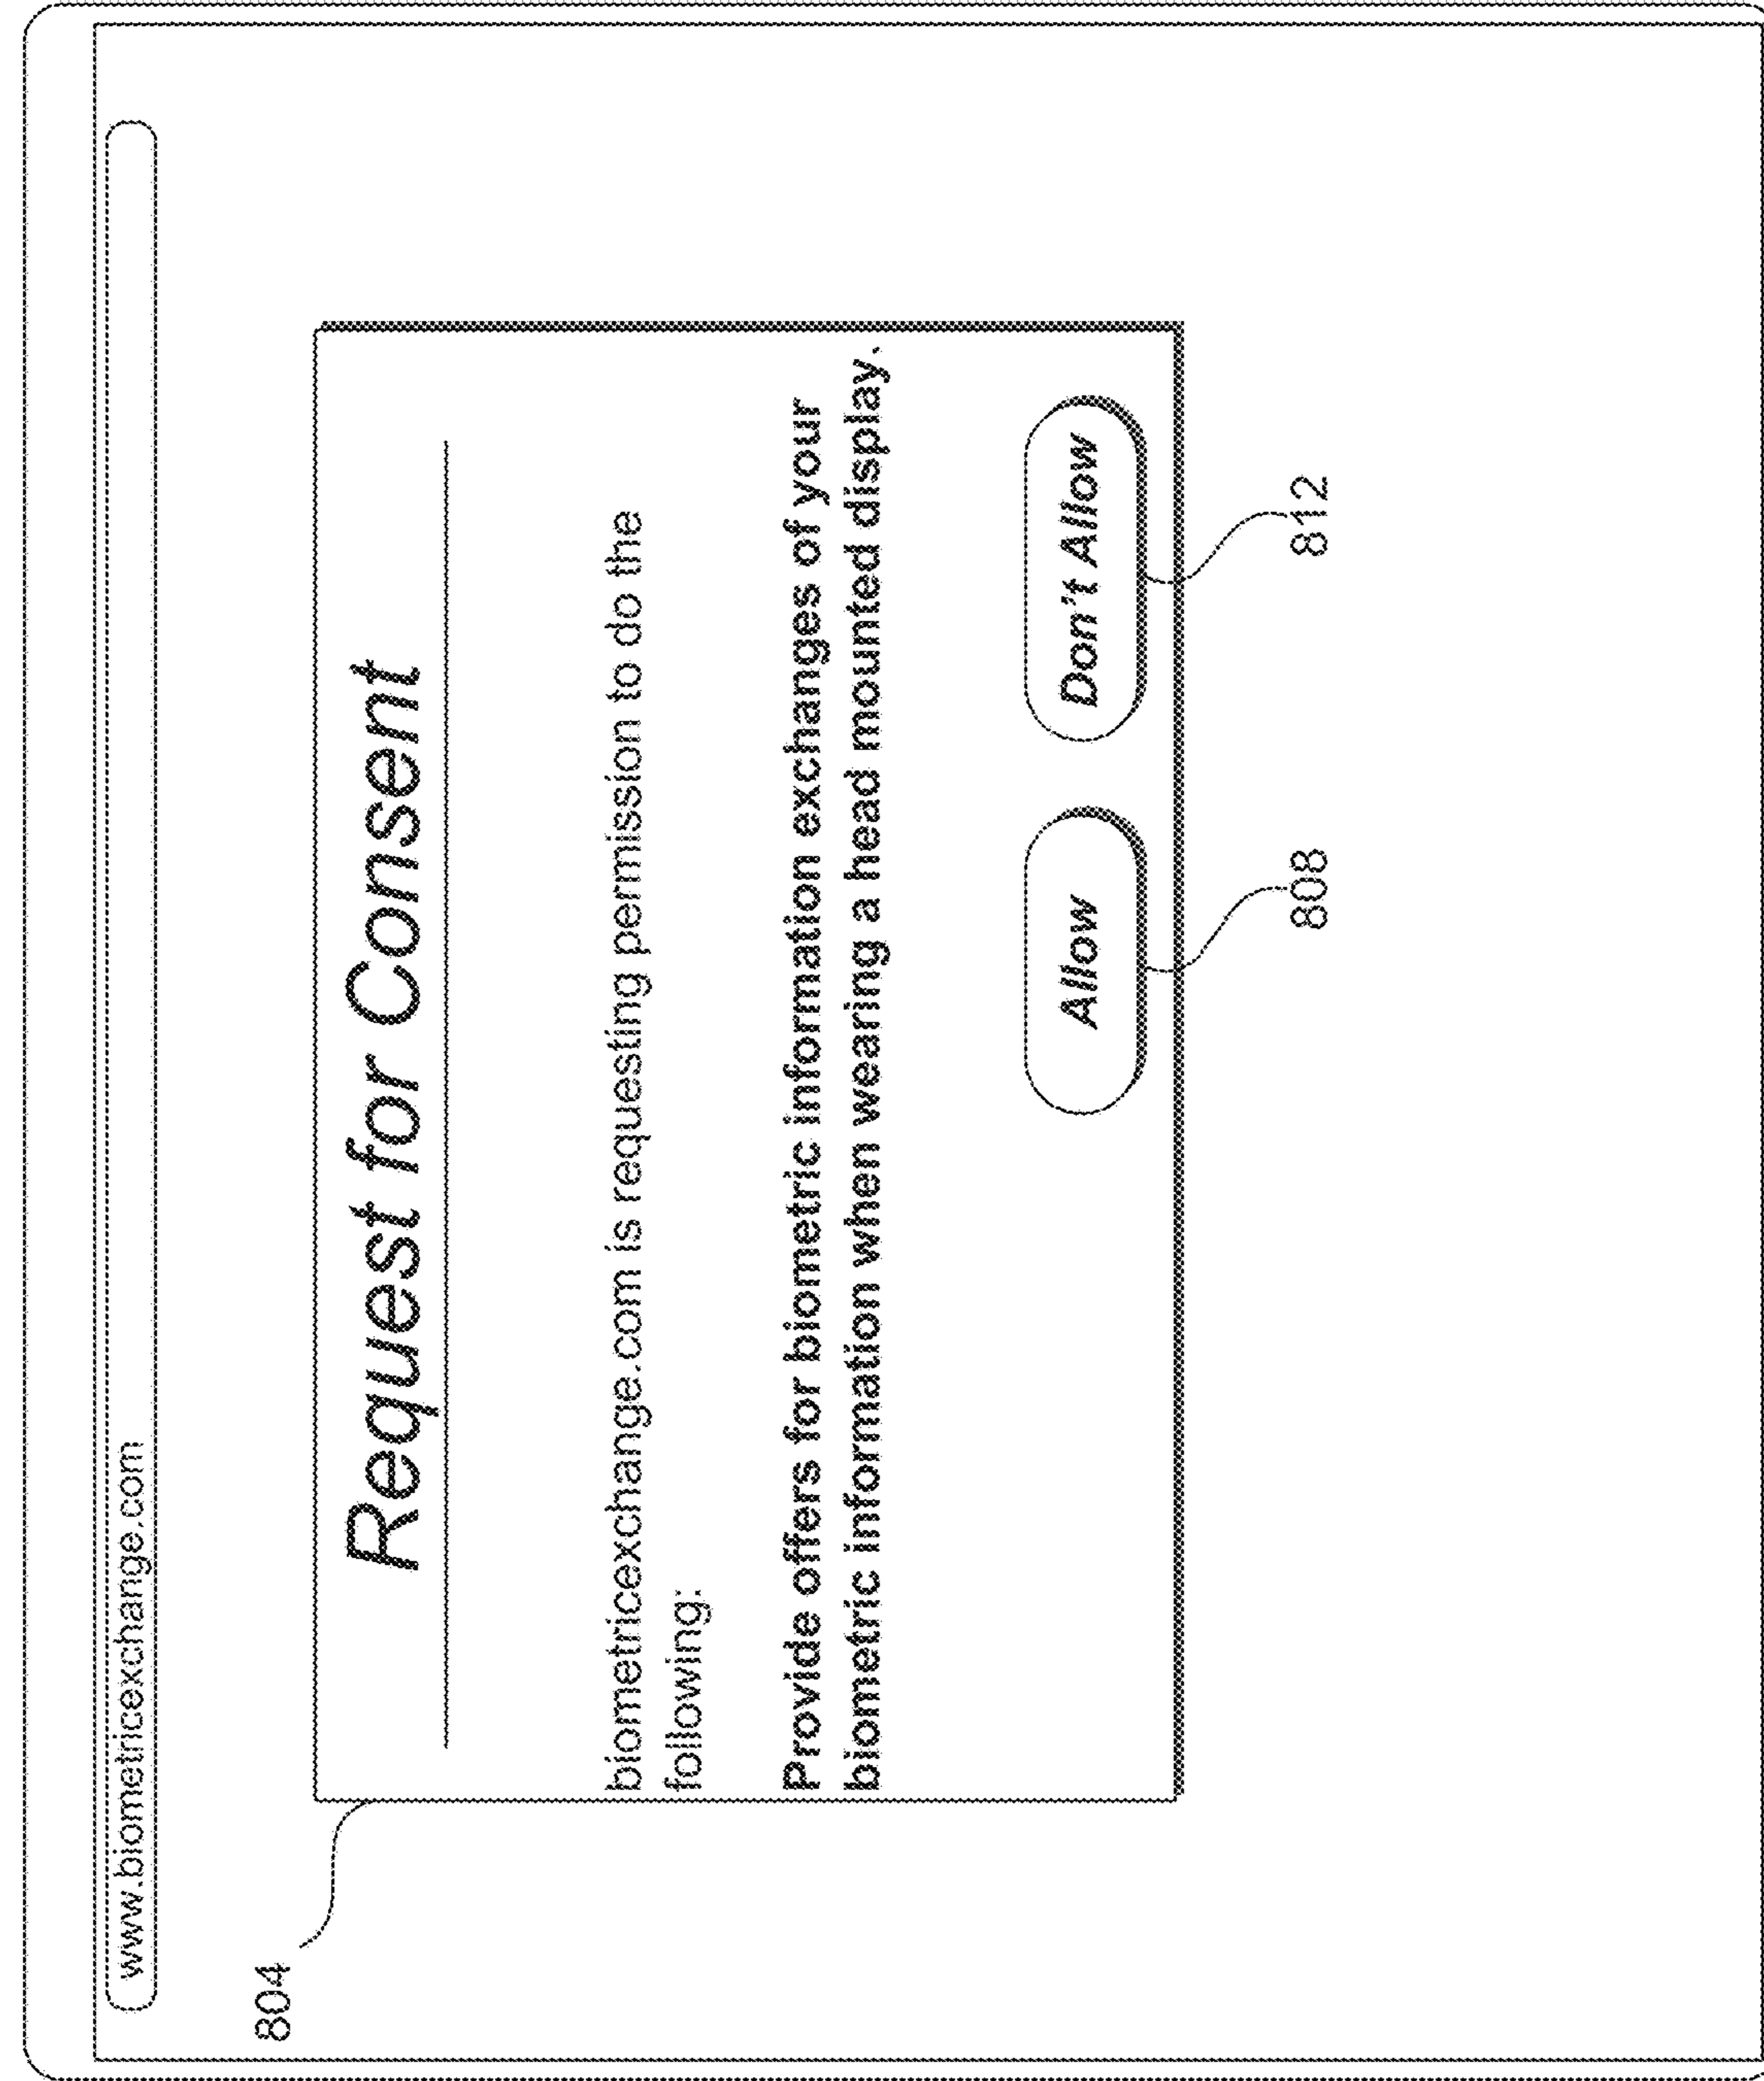 www.biometricexchange.com
804
Request for Consent
biometricexchange.com is requesting permission to do the
following:
Provide offers for biometric information exchanges of your
biometric information when wearing a head mounted display.
Allow
Don't Allow
808
812